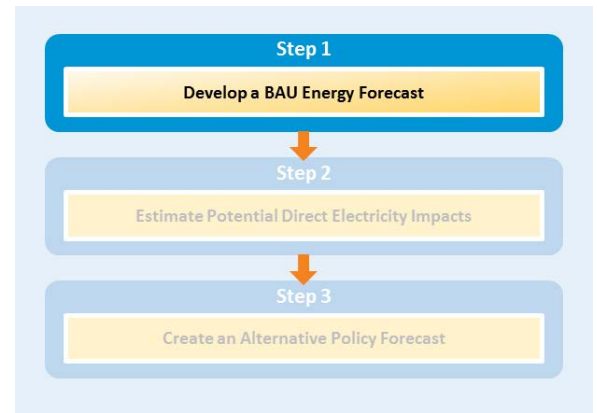 Step 1
Develop a BAU Energy Forecast
Step 2
Estimate Potential Direct Electricity Impacts
Step 3
Create an Alternative Policy Forecast